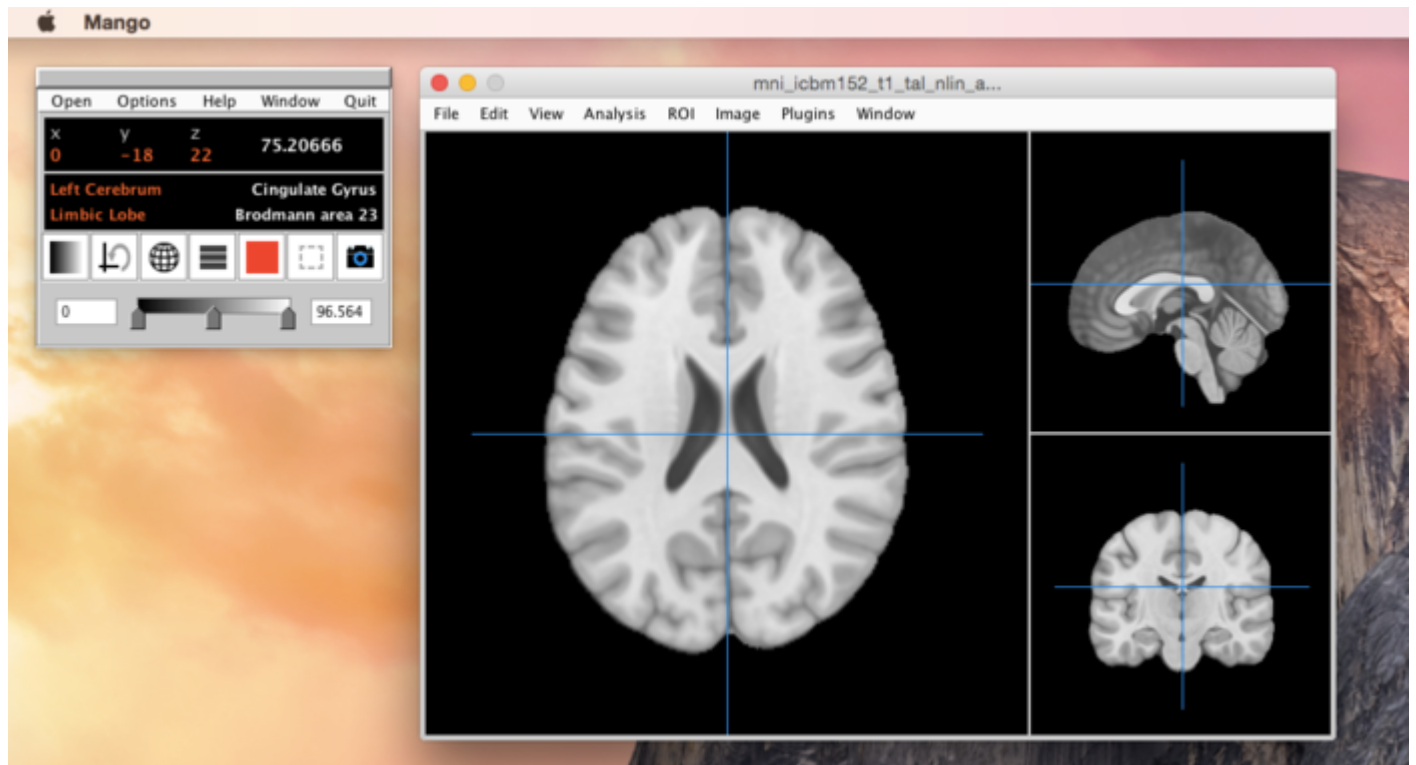 Mango
Open Options Help Window Quit
x y z
0 -18 22 75.20666
Left Cerebrum Cingulate Gyrus
Limbic Lobe Brodmann area 23
0 96.564
mni_icbm152_t1_tal_nlin_a...
File Edit View Analysis ROI Image Plugins Window